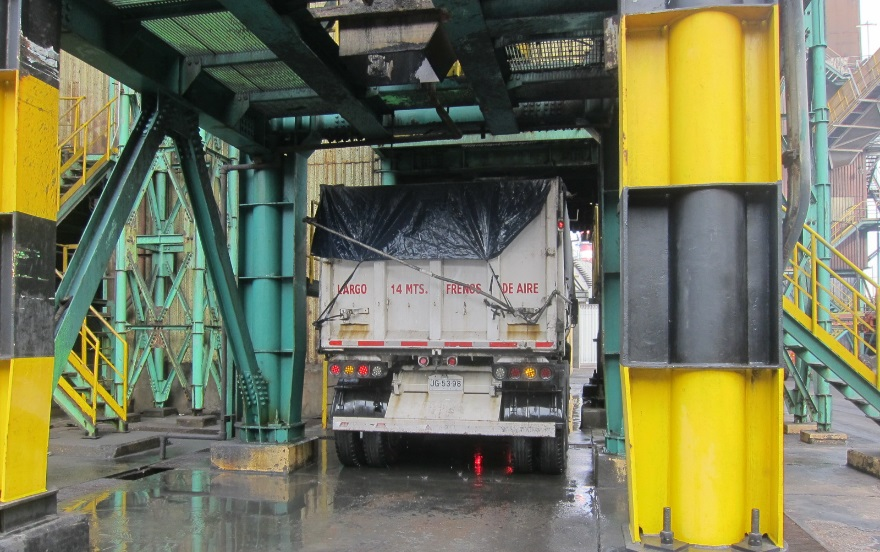 LARGO 14 MTS. FRENOS DE AIRE
JG·5398